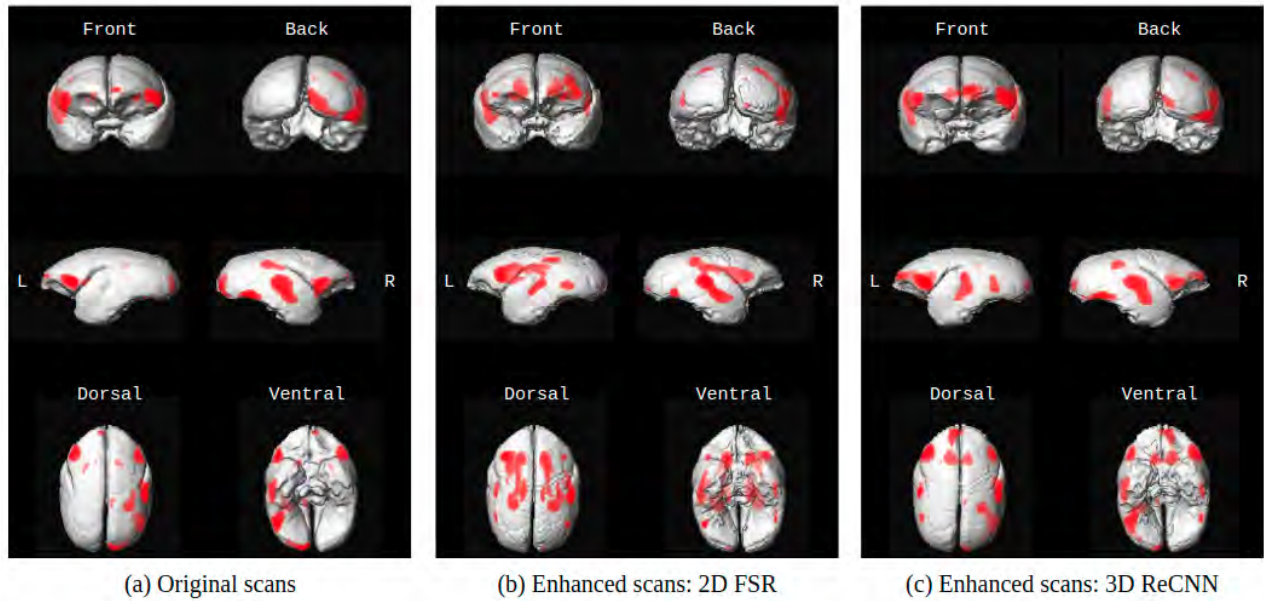 Front Back
L R
Dorsal Ventral
(a) Original scans
Front Back
L R
Dorsal Ventral
(b) Enhanced scans: 2D FSR
Front Back
L R
Dorsal Ventral
(c) Enhanced scans: 3D ReCNN